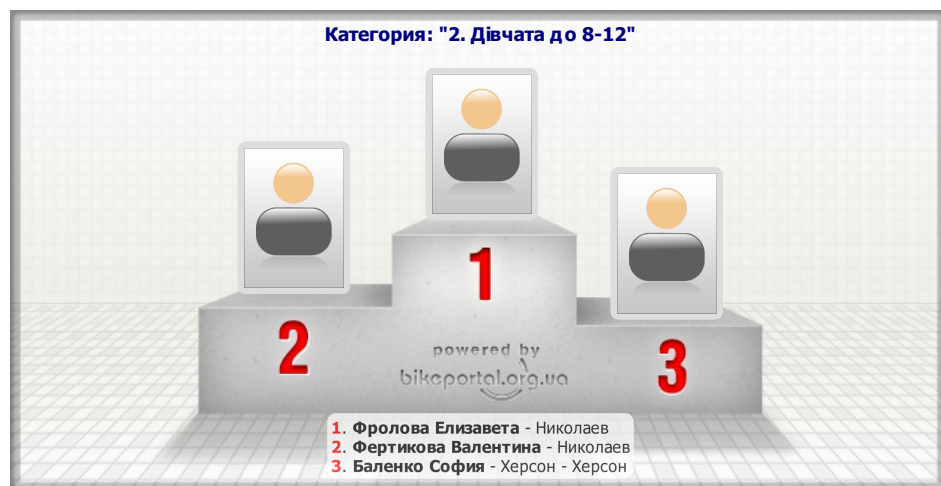 Категория: "2. Дівчата до 8-12"
1
2
3
powered by
bikeportal.org.ua
1. Фролова Елизавета - Николаев
2. Фертикова Валентина - Николаев
3. Баленко София - Херсон - Херсон